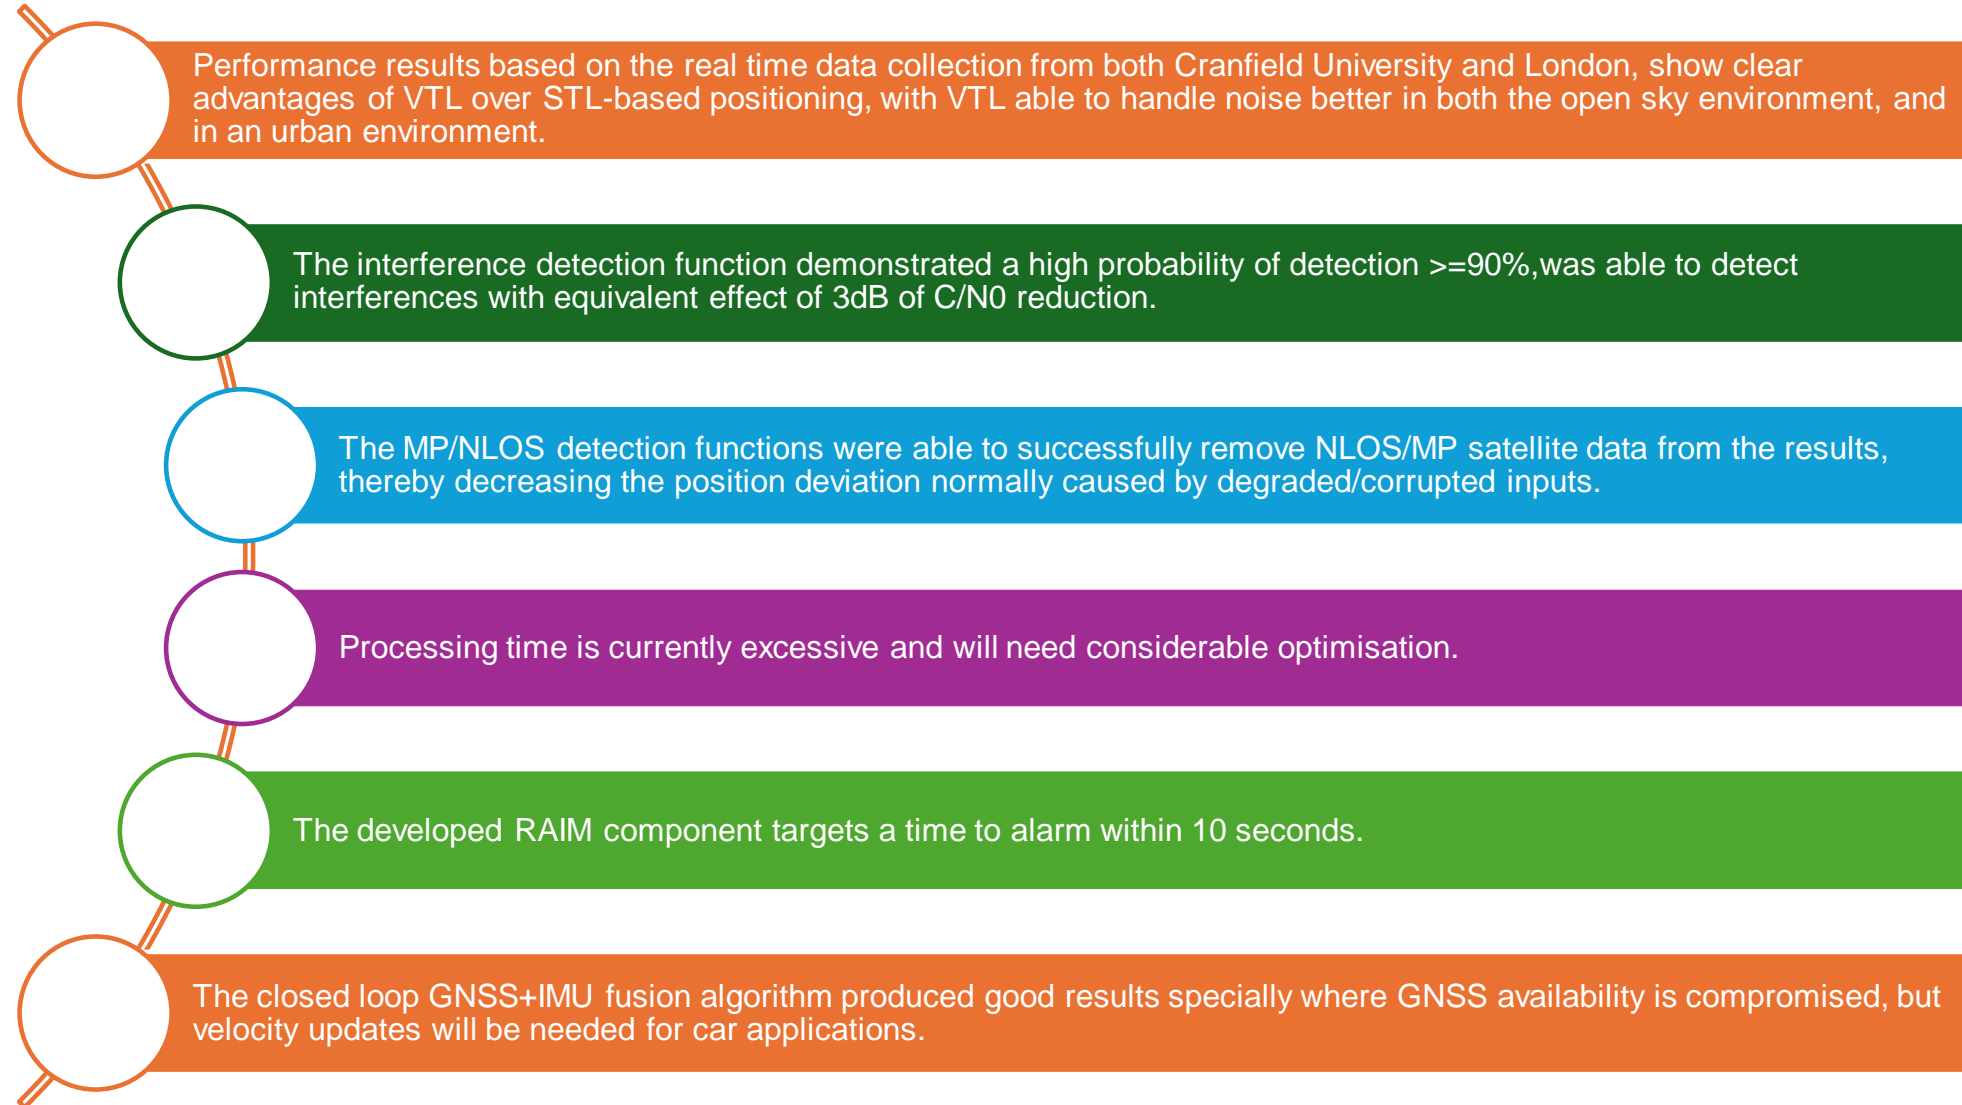 Performance results based on the real time data collection from both Cranfield University and London, show clear
advantages of VTL over STL-based positioning, with VTL able to handle noise better in both the open sky environment, and
in an urban environment.
The interference detection function demonstrated a high probability of detection >=90%,was able to detect
interferences with equivalent effect of 3dB of C/N0 reduction.
The MP/NLOS detection functions were able to successfully remove NLOS/MP satellite data from the results,
thereby decreasing the position deviation normally caused by degraded/corrupted inputs.
Processing time is currently excessive and will need considerable optimisation.
The developed RAIM component targets a time to alarm within 10 seconds.
The closed loop GNSS+IMU fusion algorithm produced good results specially where GNSS availability is compromised, but
velocity updates will be needed for car applications.